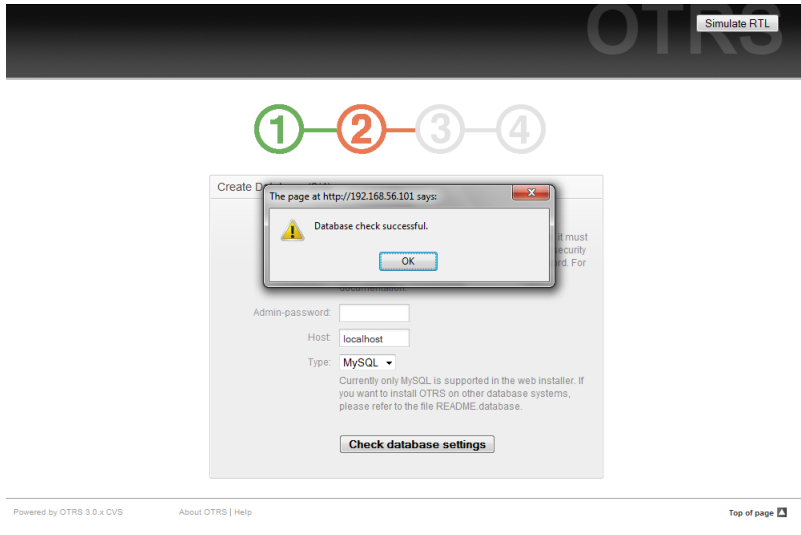 OTRS
Simulate RTL
1
2
3
4
Create D
The page at http://192.168.56.101 says:
Database check successful.
OK
it must
security
For
documentation.
Admin-password:
Host: localhost
Type: MySQL
Currently only MySQL is supported in the web installer. If
you want to install OTRS on other database systems,
please refer to the file README.database.
Check database settings
Powered by OTRS 3.0.x CVS
About OTRS | Help
Top of page